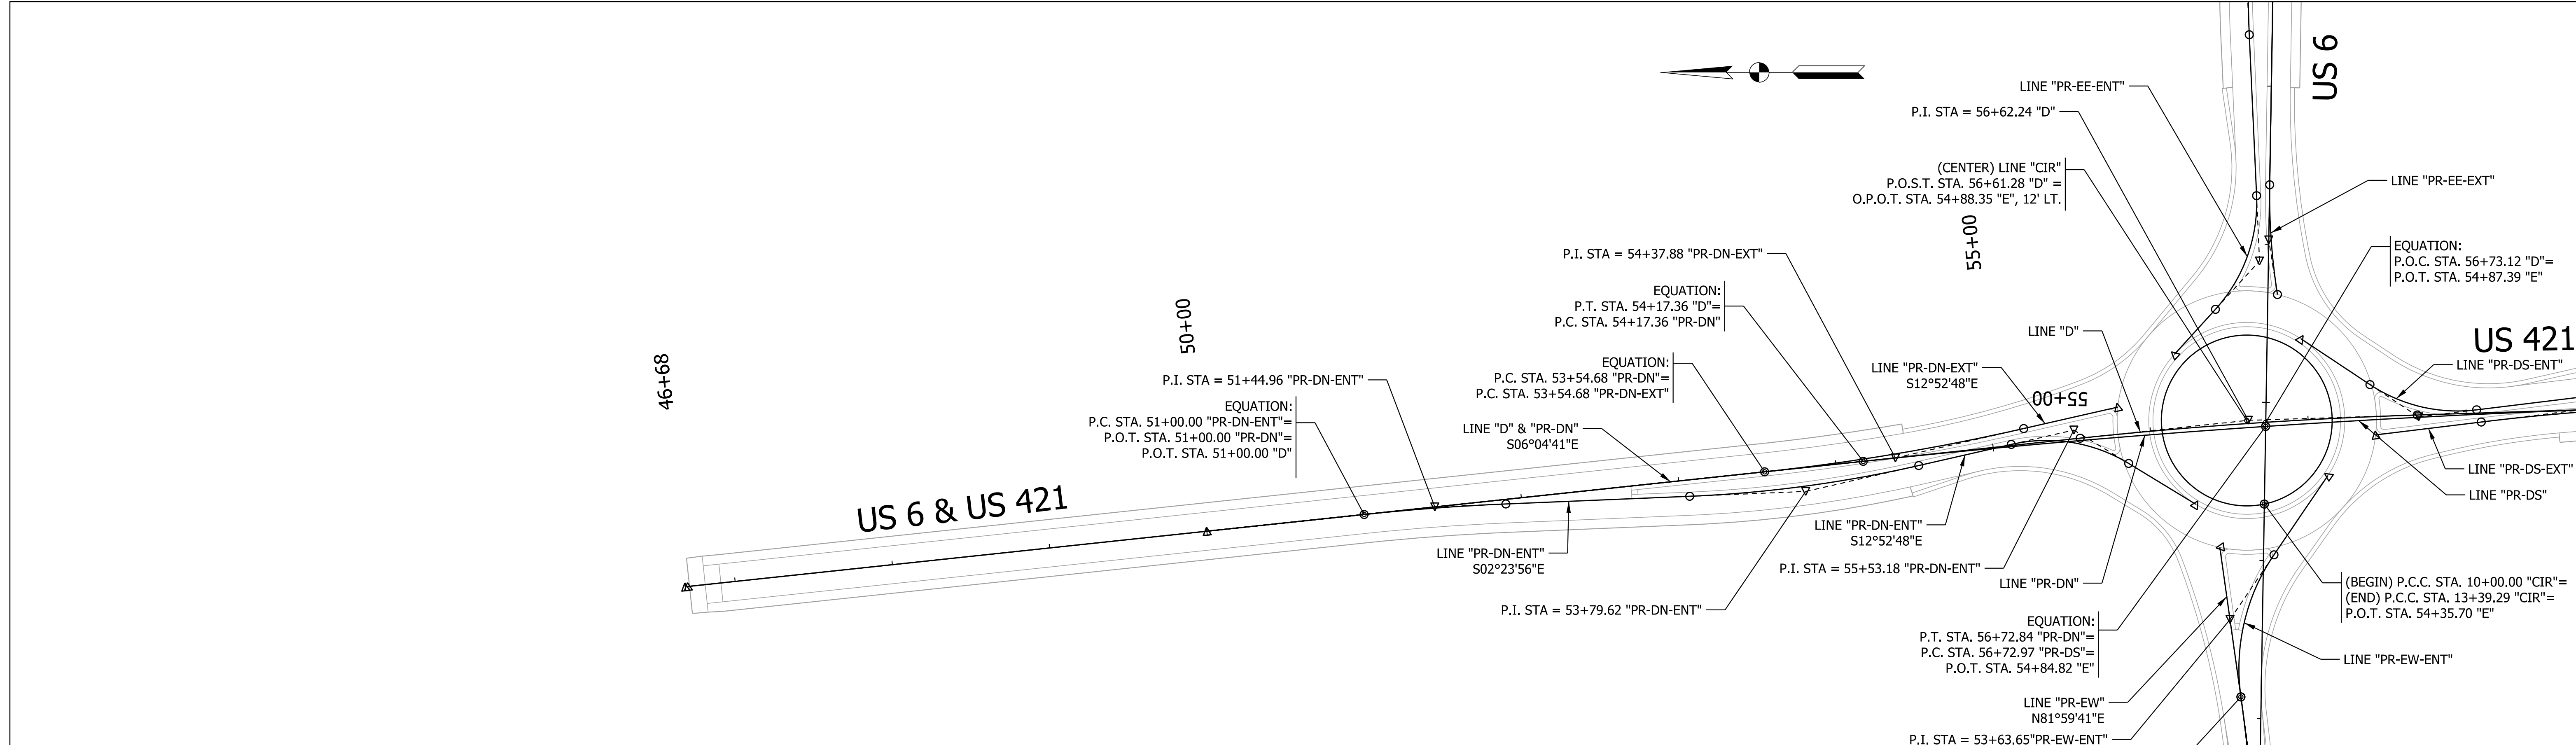 US 6
LINE "PR-EE-ENT"
P.I. STA = 56+62.24 "D"
(CENTER) LINE "CIR"
P.O.S.T. STA. 56+61.28 "D" =
O.P.O.T. STA. 54+88.35 "E", 12' LT.
LINE "PR-EE-EXT"
55+00
P.I. STA = 54+37.88 "PR-DN-EXT"
EQUATION:
P.O.C. STA. 56+73.12 "D"=
P.O.T. STA. 54+87.39 "E"
EQUATION:
P.T. STA. 54+17.36 "D"=
P.C. STA. 54+17.36 "PR-DN"
50+00
LINE "D"
US 421
46+68
EQUATION:
P.C. STA. 53+54.68 "PR-DN"=
P.C. STA. 53+54.68 "PR-DN-EXT"
LINE "PR-DN-EXT"
S12°52'48"E
LINE "PR-DS-ENT"
P.I. STA = 51+44.96 "PR-DN-ENT"
55+00
EQUATION:
P.C. STA. 51+00.00 "PR-DN-ENT"=
P.O.T. STA. 51+00.00 "PR-DN"=
P.O.T. STA. 51+00.00 "D"
LINE "D" & "PR-DN"
S06°04'41"E
LINE "PR-DS-EXT"
LINE "PR-DS"
US 6 & US 421
LINE "PR-DN-ENT"
S12°52'48"E
LINE "PR-DN-ENT"
S02°23'56"E
P.I. STA = 55+53.18 "PR-DN-ENT"
LINE "PR-DN"
(BEGIN) P.C.C. STA. 10+00.00 "CIR"=
(END) P.C.C. STA. 13+39.29 "CIR"=
P.O.T. STA. 54+35.70 "E"
P.I. STA = 53+79.62 "PR-DN-ENT"
EQUATION:
P.T. STA. 56+72.84 "PR-DN"=
P.C. STA. 56+72.97 "PR-DS"=
P.O.T. STA. 54+84.82 "E"
LINE "PR-EW-ENT"
LINE "PR-EW"
N81°59'41"E
P.I. STA = 53+63.65"PR-EW-ENT"